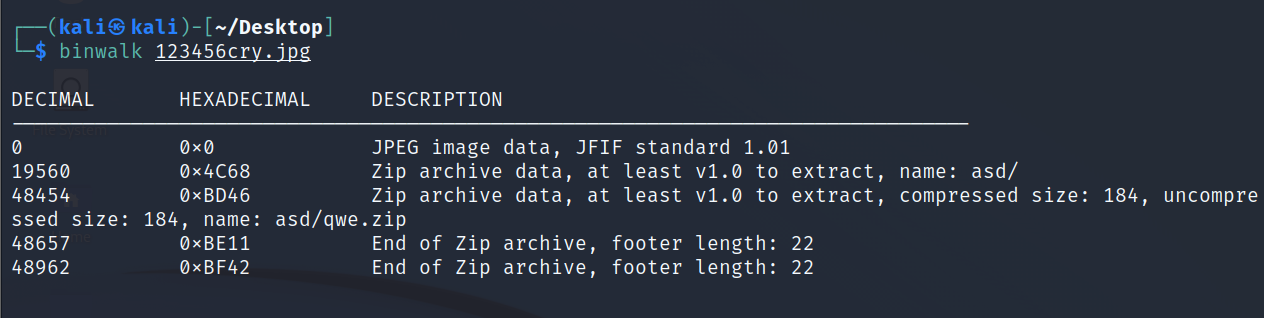 ┌──(kali㉿kali)-[~/Desktop]
└─$ binwalk 123456cry.jpg
DECIMAL       HEXADECIMAL     DESCRIPTION
--------------------------------------------------------------------------------
0             0×0             JPEG image data, JFIF standard 1.01
19560         0×4C68          Zip archive data, at least v1.0 to extract, name: asd/
48454         0×BD46          Zip archive data, at least v1.0 to extract, compressed size: 184, uncompre
ssed size: 184, name: asd/qwe.zip
48657         0×BE11          End of Zip archive, footer length: 22
48962         0×BF42          End of Zip archive, footer length: 22